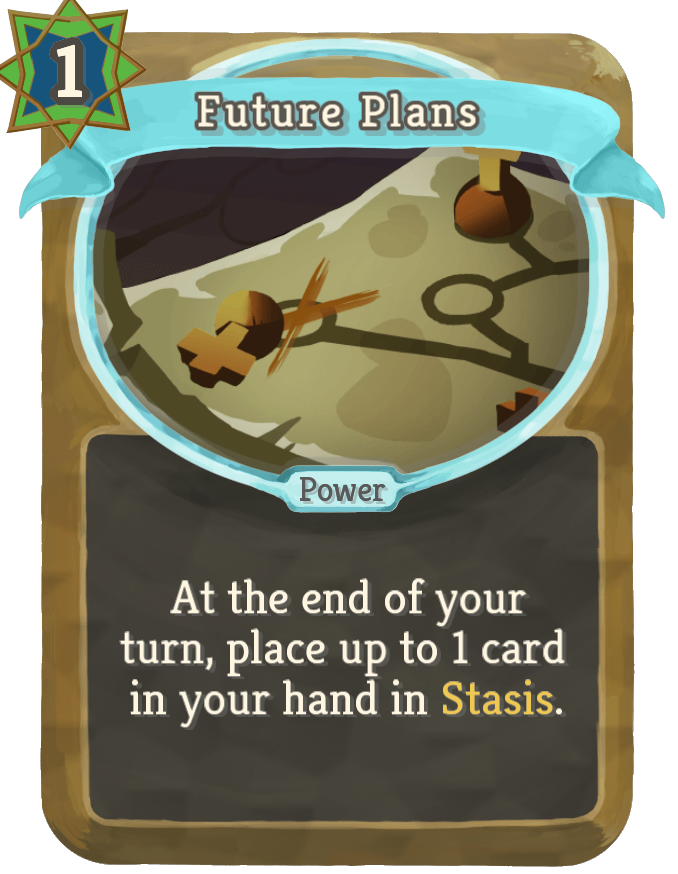 1
Future Plans
Power
At the end of your
turn, place up to 1 card
in your hand in Stasis.